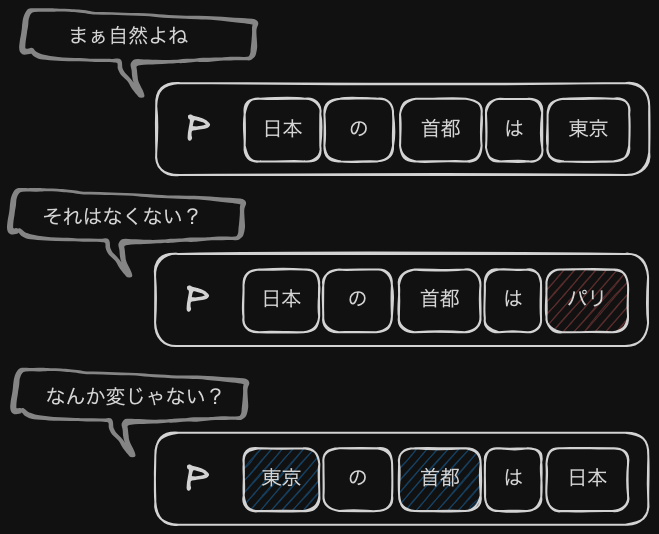 まぁ自然よね
P 日本 の 首都 は 東京
それはなくない？
P 日本 の 首都 は パリ
なんか変じゃない？
P 東京 の 首都 は 日本